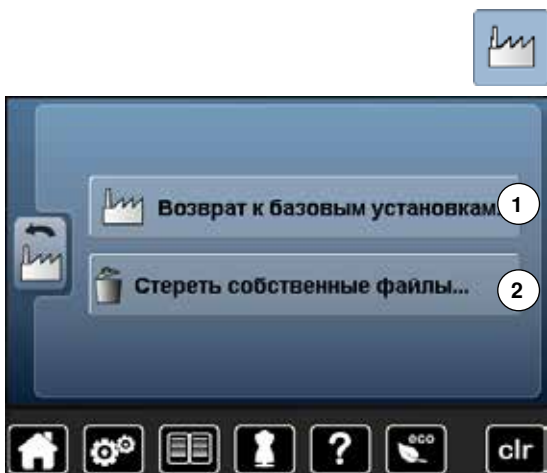 Возврат к базовым установкам. 1
Стереть собственные файлы... 2
? eco clr